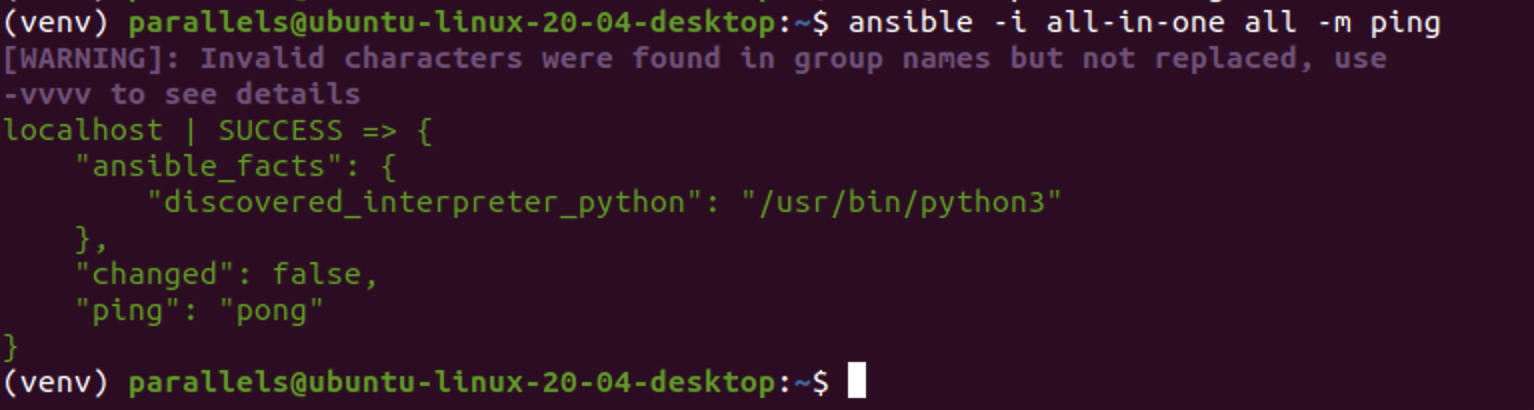 (venv) parallels@ubuntu-linux-20-04-desktop:~$ ansible -i all-in-one all -m ping
[WARNING]: Invalid characters were found in group names but not replaced, use
-vvvv to see details
localhost | SUCCESS => {
    "ansible_facts": {
        "discovered_interpreter_python": "/usr/bin/python3"
    },
    "changed": false,
    "ping": "pong"
}
(venv) parallels@ubuntu-linux-20-04-desktop:~$